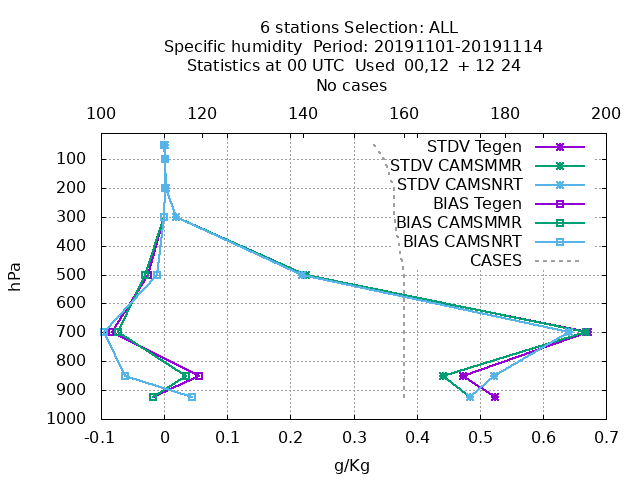 6 stations Selection: ALL
Specific humidity  Period: 20191101-20191114
Statistics at 00 UTC  Used  00,12  + 12 24
No cases
100 120 140 160 180 200
STDV Tegen
STDV CAMSMMR
STDV CAMSNRT
BIAS Tegen
BIAS CAMSMMR
BIAS CAMSNRT
CASES
100
200
300
400
500
600
700
800
900
1000
hPa
-0.1 0 0.1 0.2 0.3 0.4 0.5 0.6 0.7
g/Kg